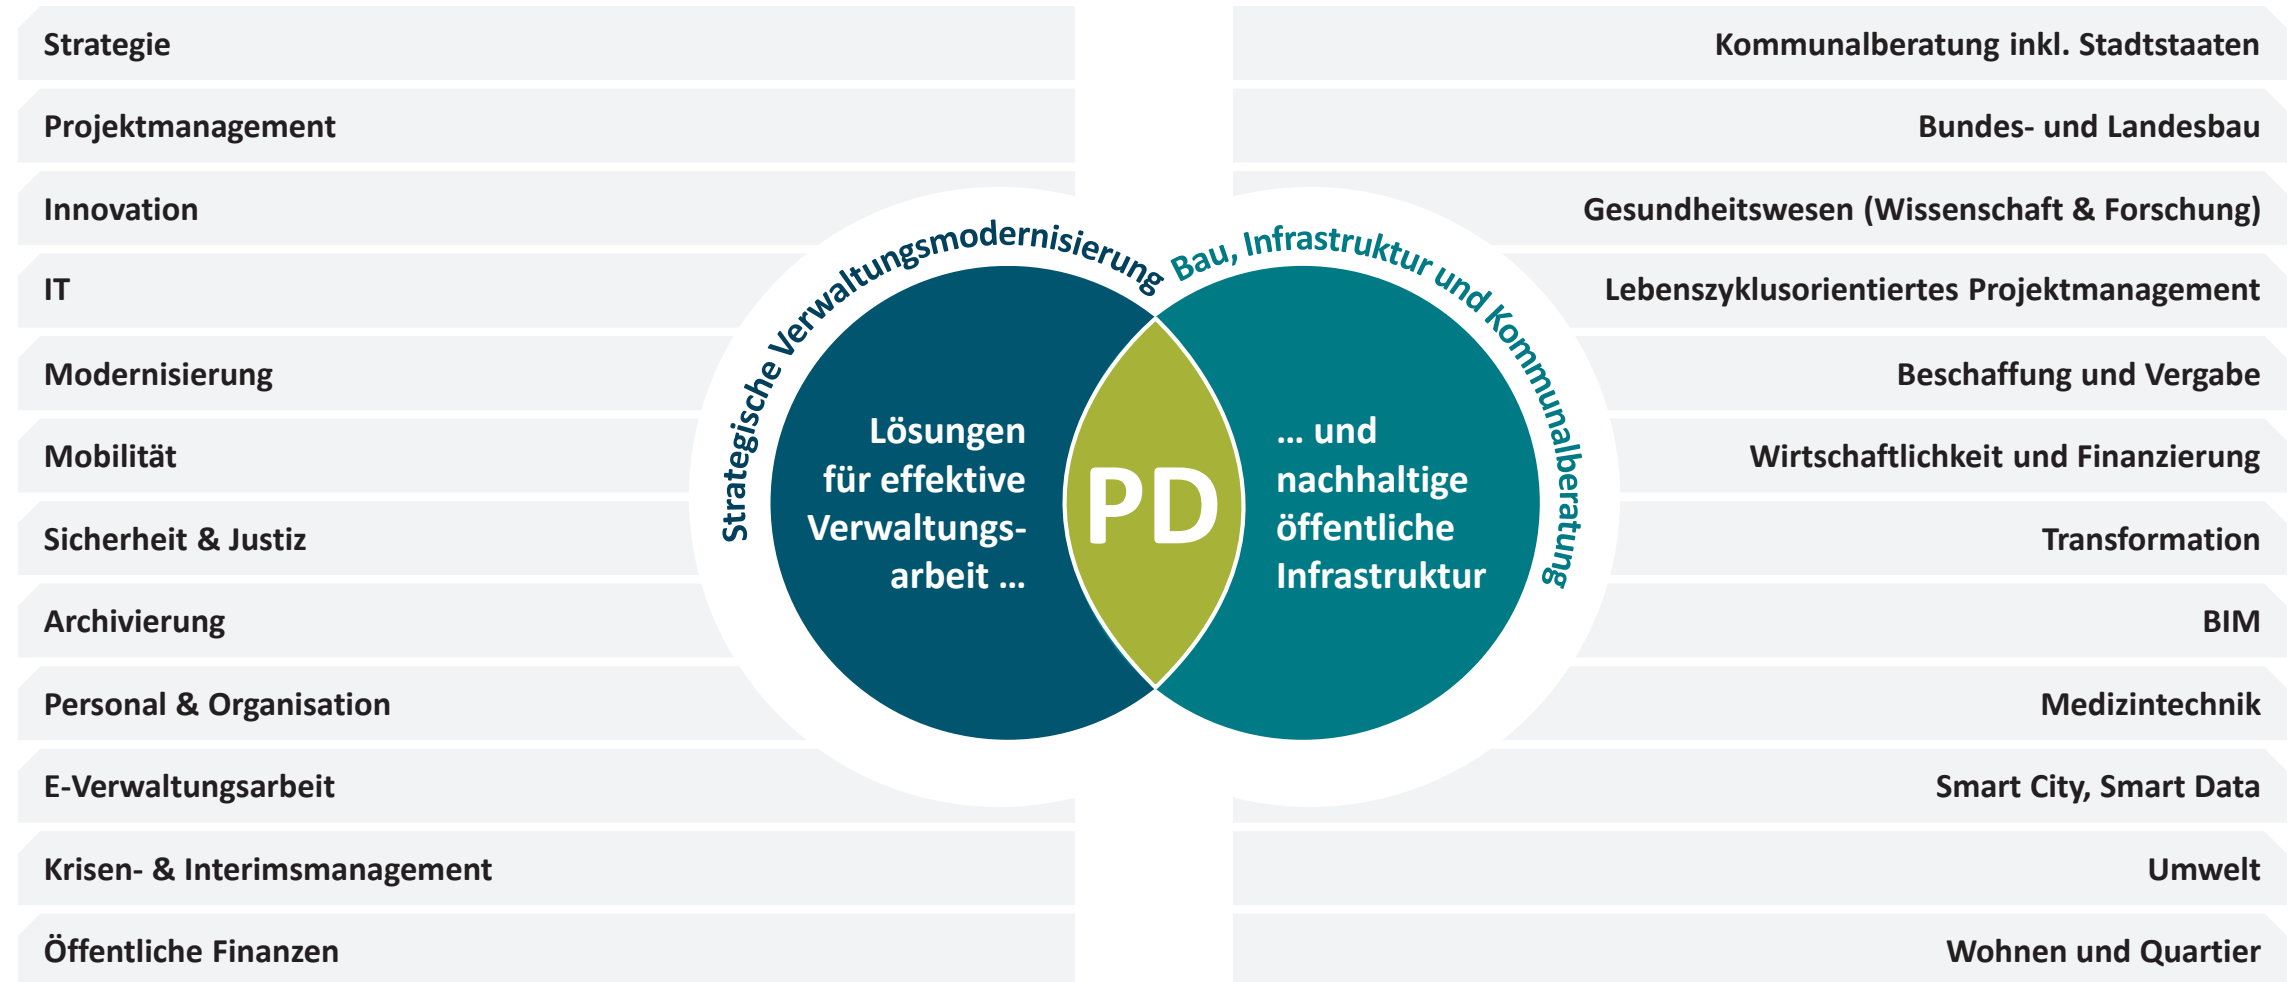 Strategie
Projektmanagement
Innovation
IT
Modernisierung
Mobilität
Sicherheit & Justiz
Archivierung
Personal & Organisation
E-Verwaltungsarbeit
Krisen- & Interimsmanagement
Öffentliche Finanzen
Strategische Verwaltungsmodernisierung
Lösungen
für effektive
Verwaltungs-
arbeit ...
PD
Bau, Infrastruktur und Kommunalberatung
... und
nachhaltige
öffentliche
Infrastruktur
Kommunalberatung inkl. Stadtstaaten
Bundes- und Landesbau
Gesundheitswesen (Wissenschaft & Forschung)
Lebenszyklusorientiertes Projektmanagement
Beschaffung und Vergabe
Wirtschaftlichkeit und Finanzierung
Transformation
BIM
Medizintechnik
Smart City, Smart Data
Umwelt
Wohnen und Quartier